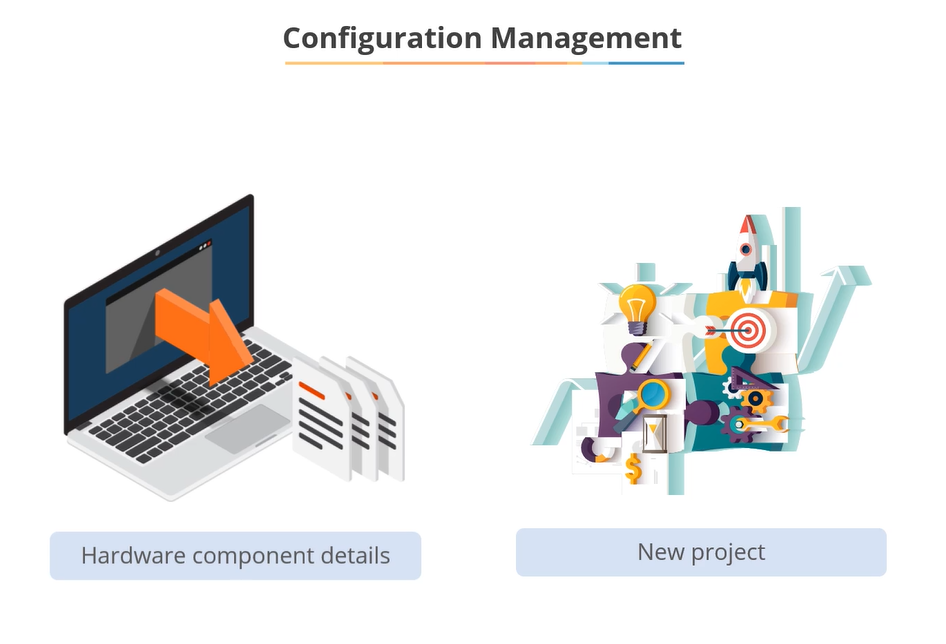 Configuration Management
Hardware component details
New project